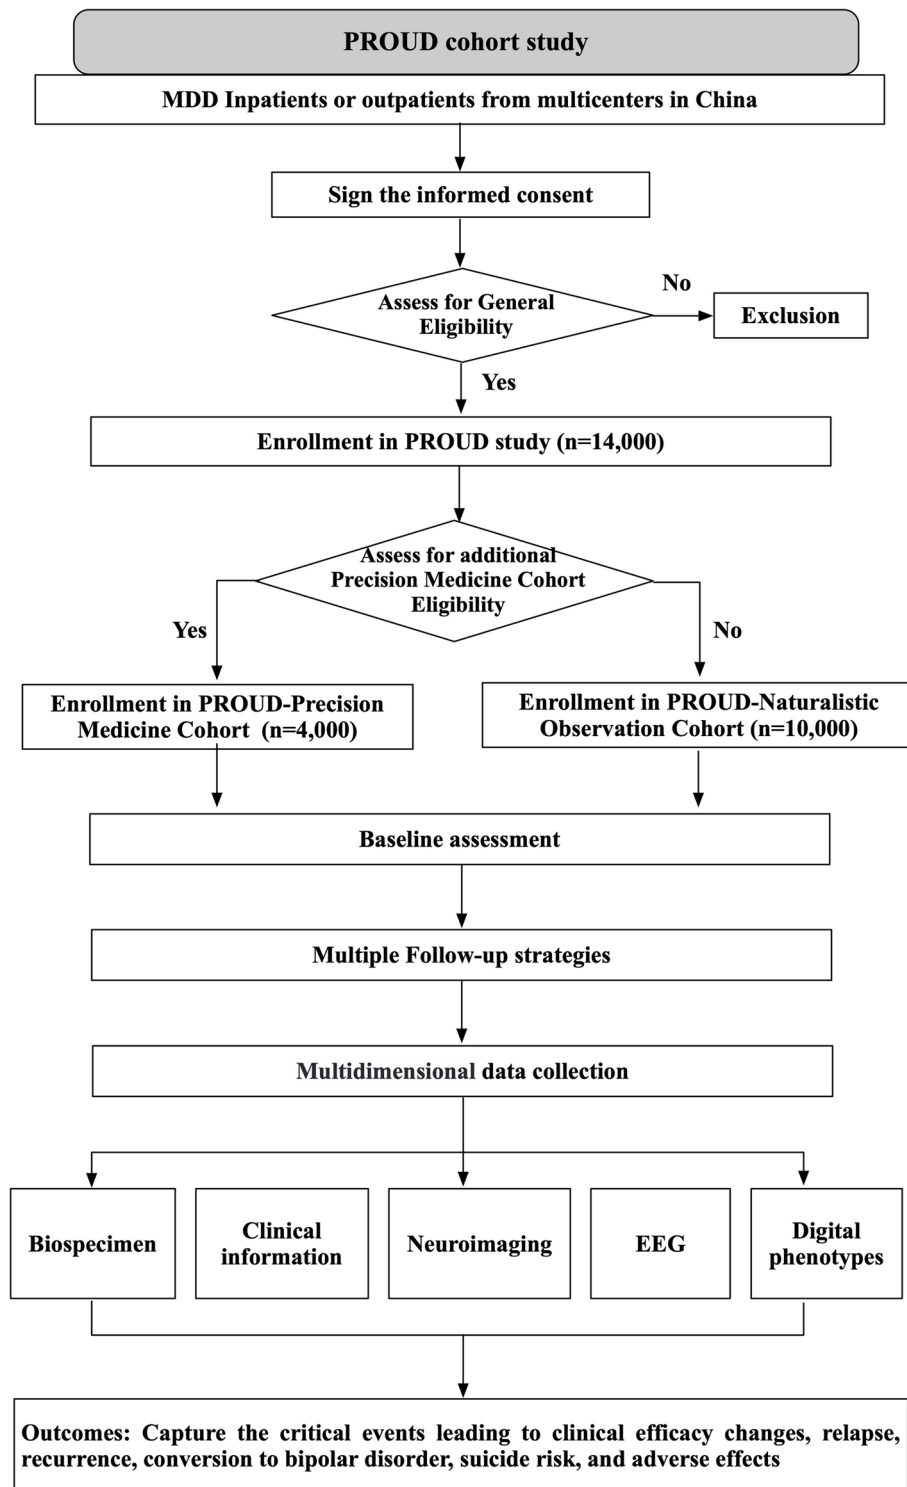 PROUD cohort study
MDD Inpatients or outpatients from multicenters in China
Sign the informed consent
Assess for General
Eligibility
No
Exclusion
Yes
Enrollment in PROUD study (n=14,000)
Assess for additional
Precision Medicine Cohort
Eligibility
Yes
No
Enrollment in PROUD-Precision
Medicine Cohort (n=4,000)
Enrollment in PROUD-Naturalistic
Observation Cohort (n=10,000)
Baseline assessment
Multiple Follow-up strategies
Multidimensional data collection
Biospecimen
Clinical
information
Neuroimaging
EEG
Digital
phenotypes
Outcomes: Capture the critical events leading to clinical efficacy changes, relapse,
recurrence, conversion to bipolar disorder, suicide risk, and adverse effects